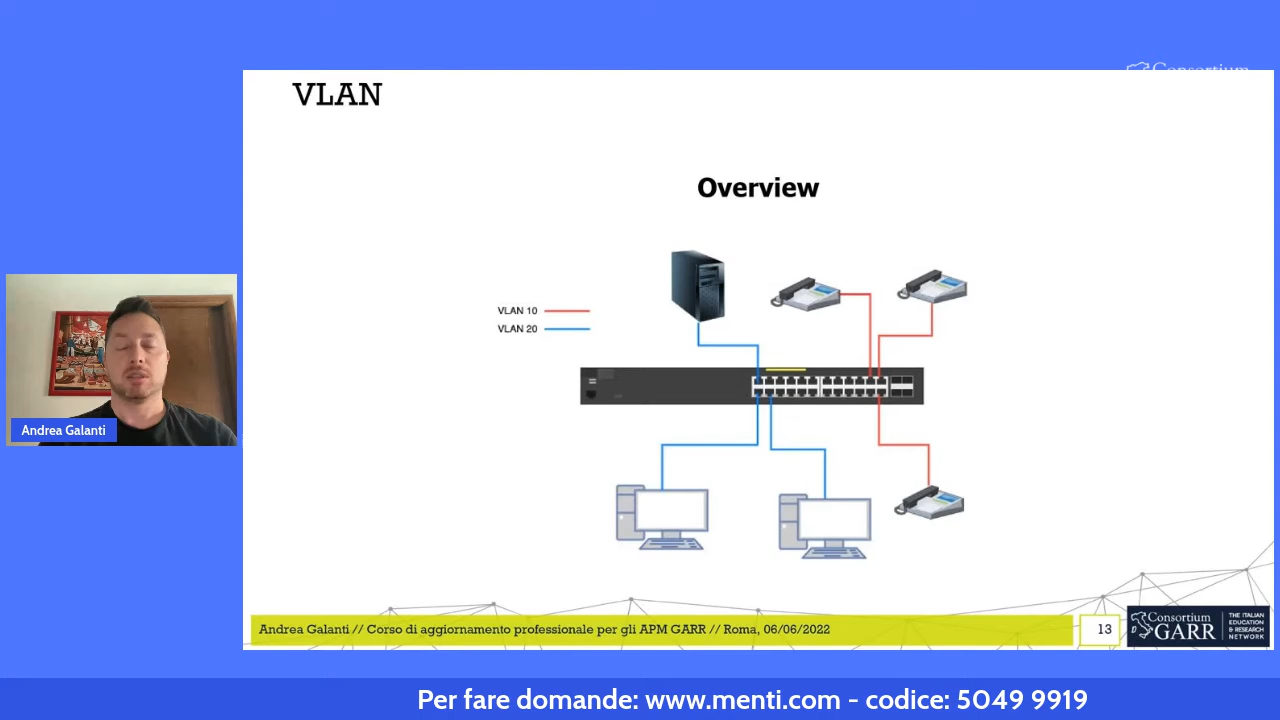 Consortium
VLAN
Overview
VLAN 10
VLAN 20
Andrea Galanti
Andrea Galanti // Corso di aggiornamento professionale per gli APM GARR // Roma, 06/06/2022
13
Consortium
GARR
THE ITALIAN
EDUCATION
& RESEARCH
NETWORK
Per fare domande: www.menti.com - codice: 5049 9919